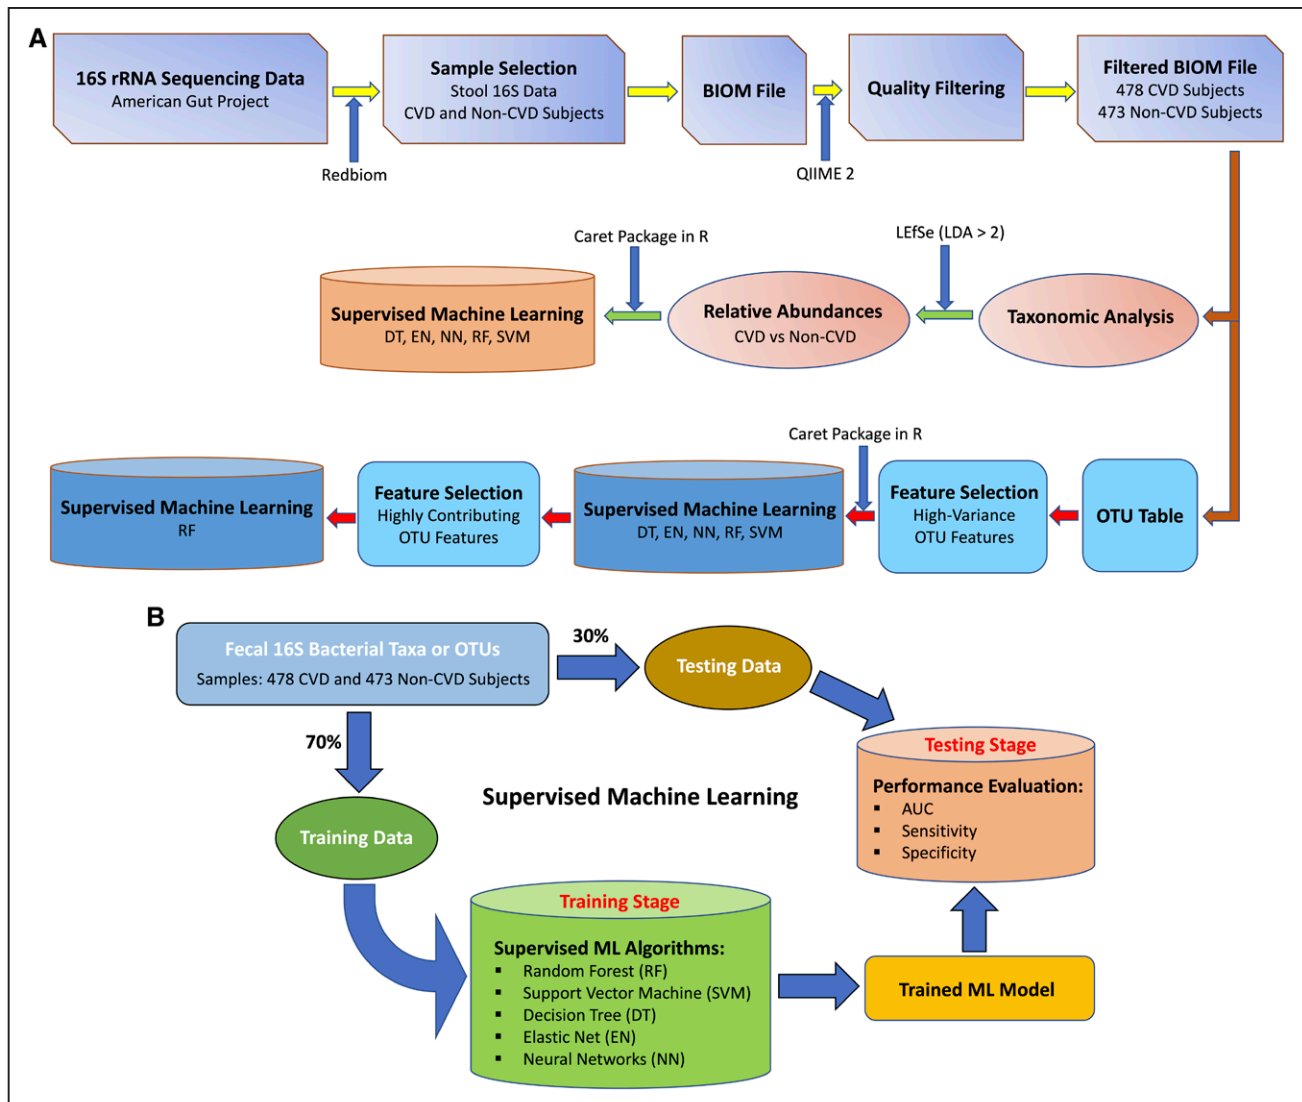 A
16S rRNA Sequencing Data
American Gut Project
Sample Selection
Stool 16S Data
CVD and Non-CVD Subjects
BIOM File
Quality Filtering
Filtered BIOM File
478 CVD Subjects
473 Non-CVD Subjects
Redbiom
QIIME 2
Caret Package in R
LEfSe (LDA > 2)
Supervised Machine Learning
DT, EN, NN, RF, SVM
Relative Abundances
CVD vs Non-CVD
Taxonomic Analysis
Caret Package in R
Supervised Machine Learning
RF
Feature Selection
Highly Contributing
OTU Features
Supervised Machine Learning
DT, EN, NN, RF, SVM
Feature Selection
High-Variance
OTU Features
OTU Table
B
Fecal 16S Bacterial Taxa or OTUs
Samples: 478 CVD and 473 Non-CVD Subjects
30%
Testing Data
70%
Training Data
Supervised Machine Learning
Testing Stage
Performance Evaluation:
▪ AUC
▪ Sensitivity
▪ Specificity
Training Stage
Supervised ML Algorithms:
▪ Random Forest (RF)
▪ Support Vector Machine (SVM)
▪ Decision Tree (DT)
▪ Elastic Net (EN)
▪ Neural Networks (NN)
Trained ML Model